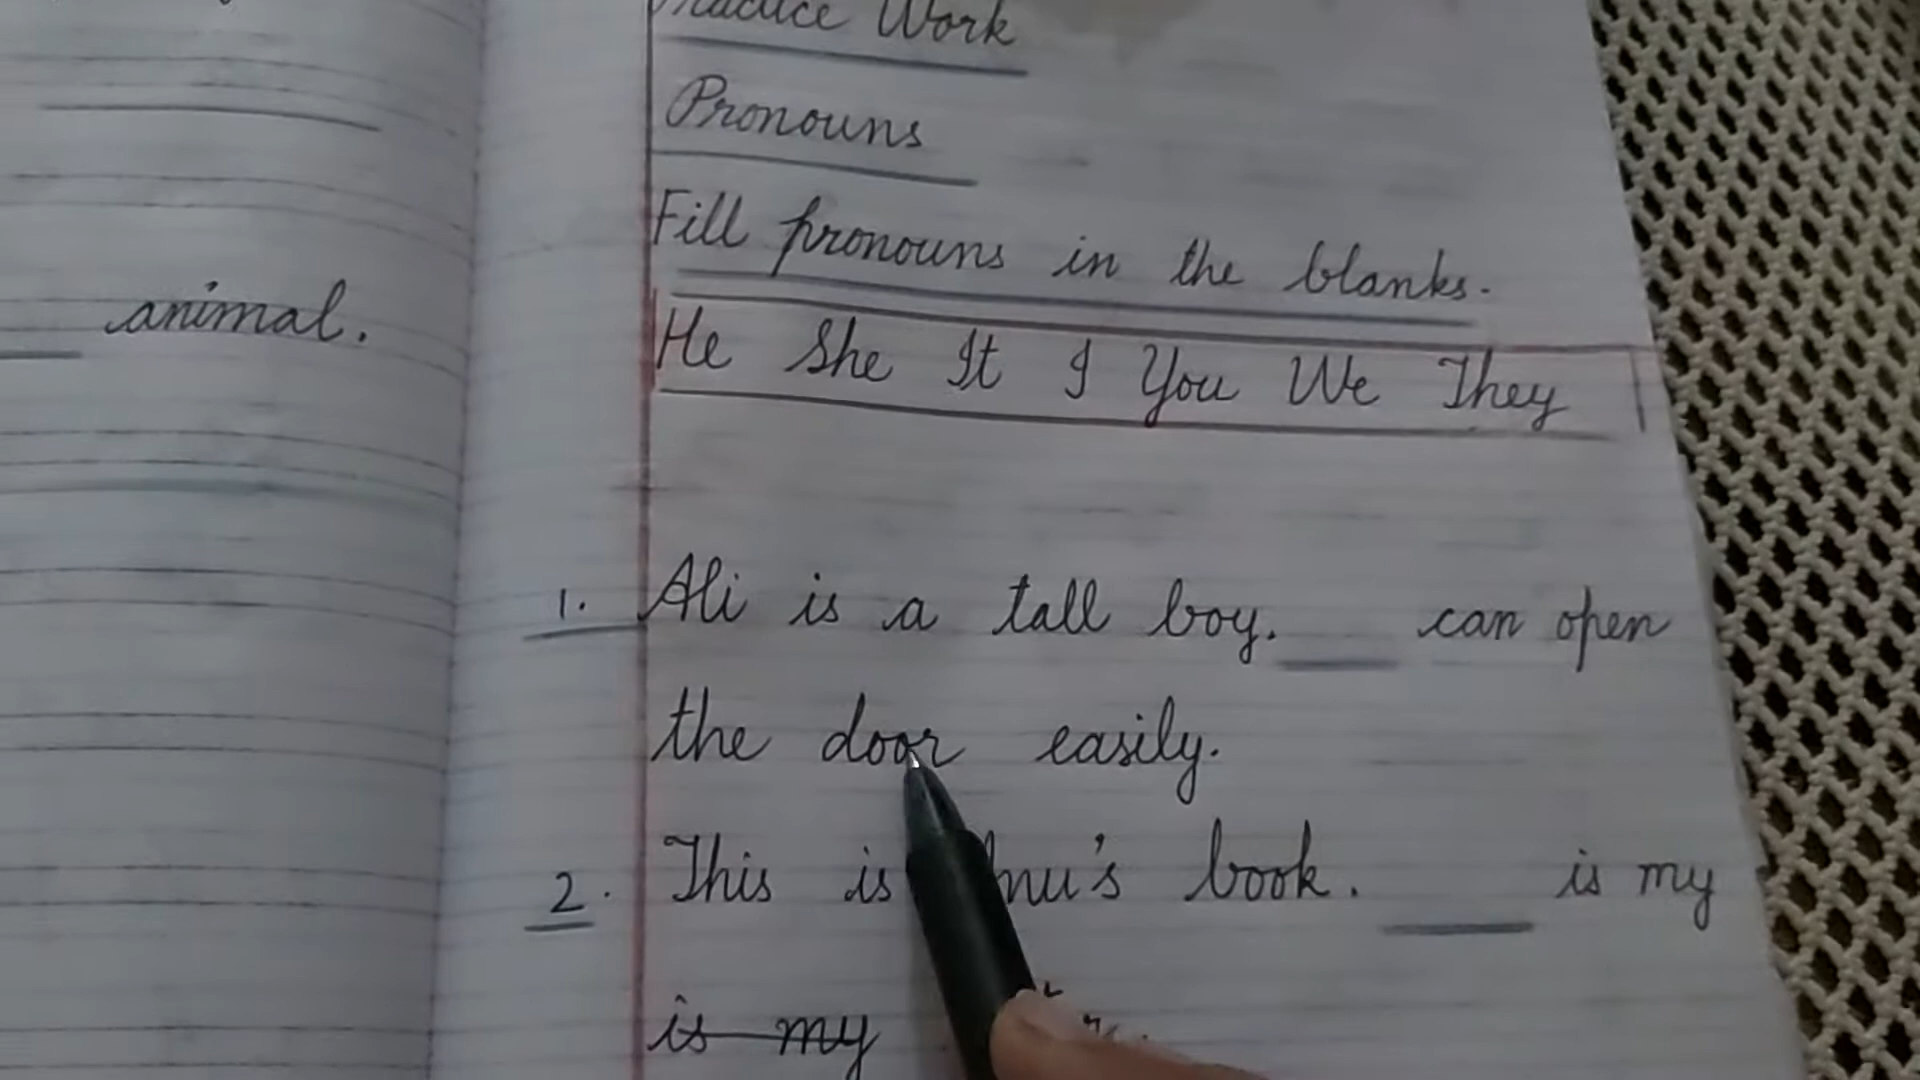 animal.
Practice Work
Pronouns
Fill pronouns in the blanks.
He She It I You We They
1. Ali is a tall boy. ___ can open
the door easily.
2. This is book. ___ is my
is my